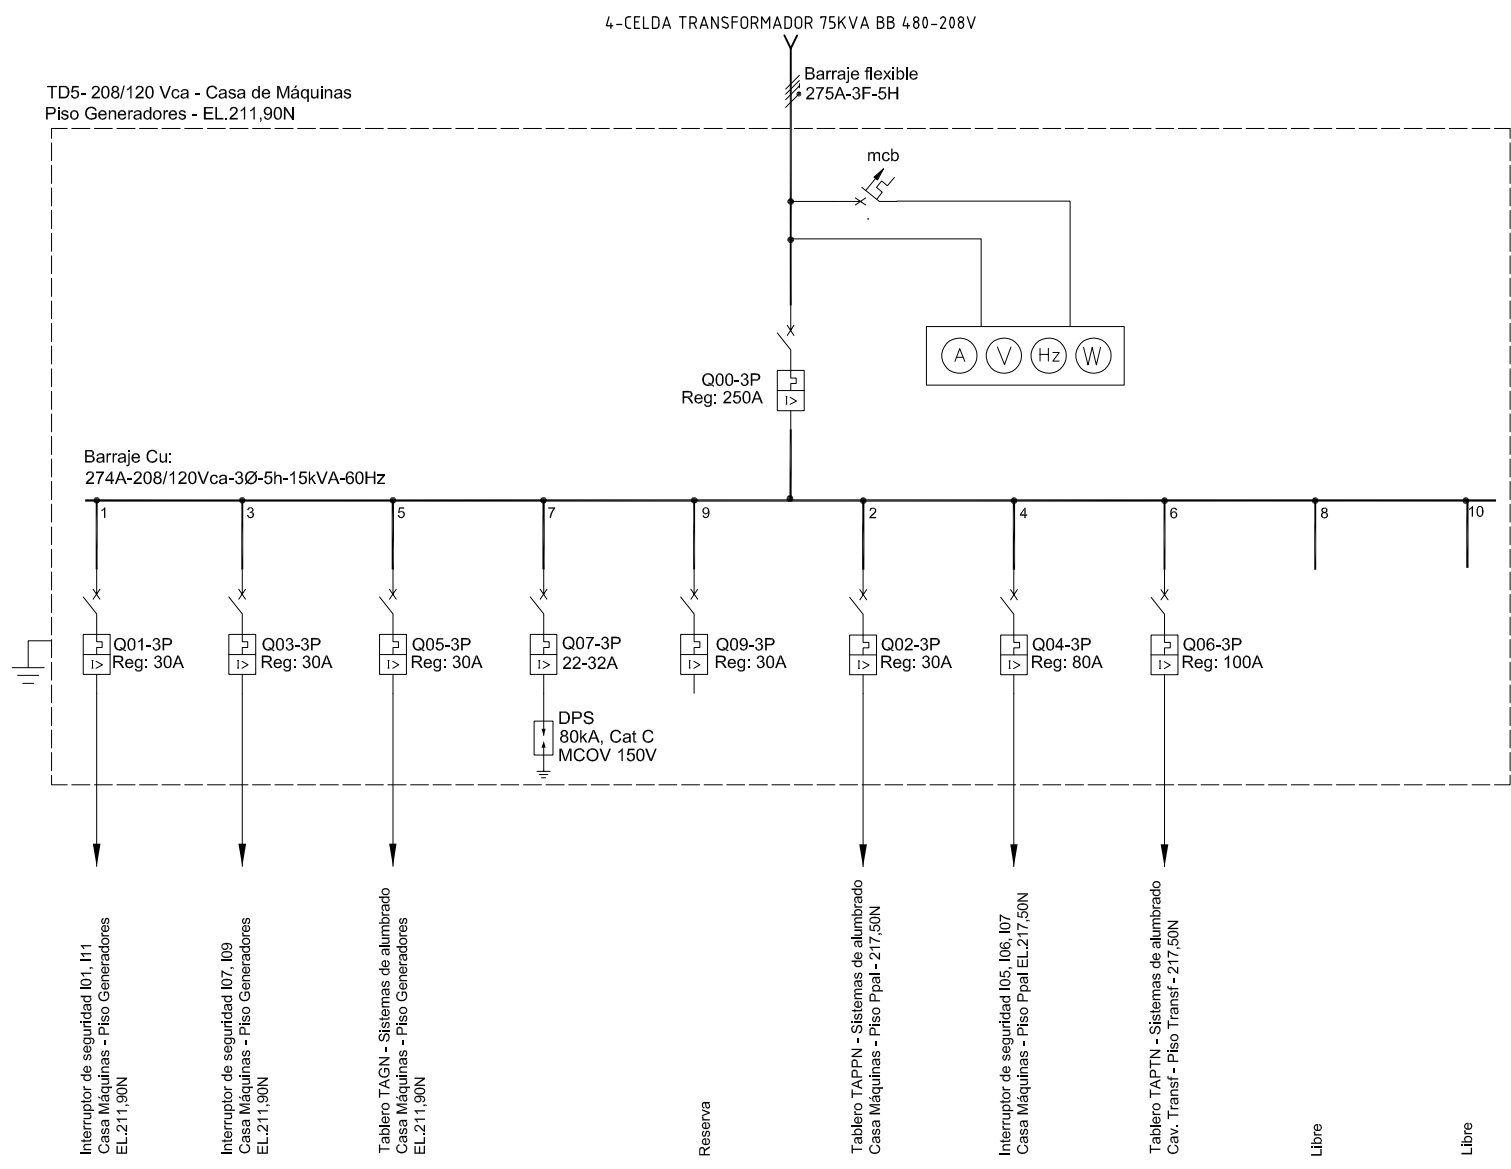 4-CELDA TRANSFORMADOR 75KVA BB 480-208V
Barraje flexible
275A-3F-5H
TD5- 208/120 Vca - Casa de Máquinas
Piso Generadores - EL.211,90N
mcb
A
V
Hz
W
Q00-3P
Reg: 250A
I>
Barraje Cu:
274A-208/120Vca-3Ø-5h-15kVA-60Hz
1
3
5
7
9
2
4
6
8
10
Q01-3P
Reg: 30A
I>
Q03-3P
Reg: 30A
I>
Q05-3P
Reg: 30A
I>
Q07-3P
22-32A
I>
Q09-3P
Reg: 30A
I>
Q02-3P
Reg: 30A
I>
Q04-3P
Reg: 80A
I>
Q06-3P
Reg: 100A
I>
DPS
80kA, Cat C
MCOV 150V
Interruptor de seguridad I01, I11
Casa Máquinas - Piso Generadores
EL.211,90N
Interruptor de seguridad I07, I09
Casa Máquinas - Piso Generadores
EL.211,90N
Tablero TAGN - Sistemas de alumbrado
Casa Máquinas - Piso Generadores
EL.211,90N
Reserva
Tablero TAPPN - Sistemas de alumbrado
Casa Máquinas - Piso Ppal - 217,50N
Interruptor de seguridad I05, I06, I07
Casa Máquinas - Piso Ppal EL.217,50N
Tablero TAPTN - Sistemas de alumbrado
Cav. Transf - Piso Transf - 217,50N
Libre
Libre